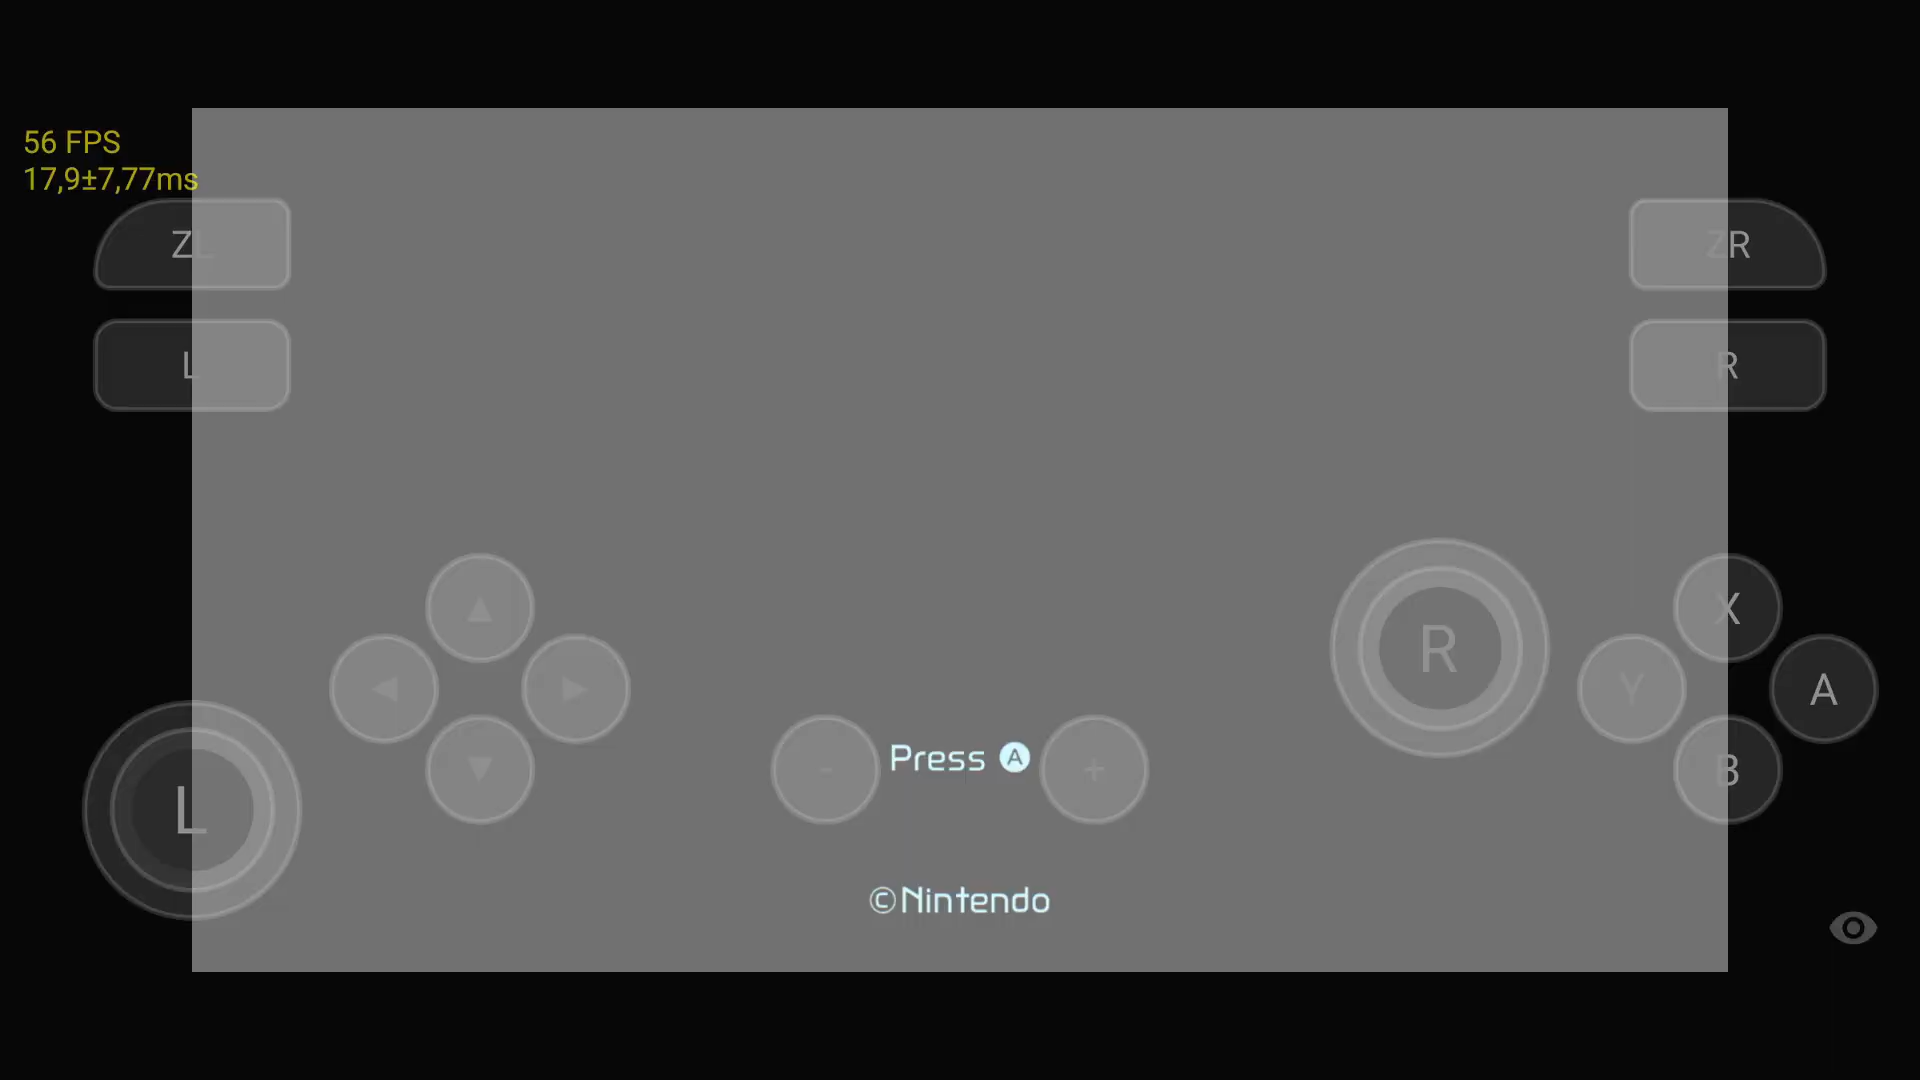 56 FPS
17,9±7,77ms
ZL
ZR
L
R
X
R
Y
A
Press A
-
+
B
L
©Nintendo